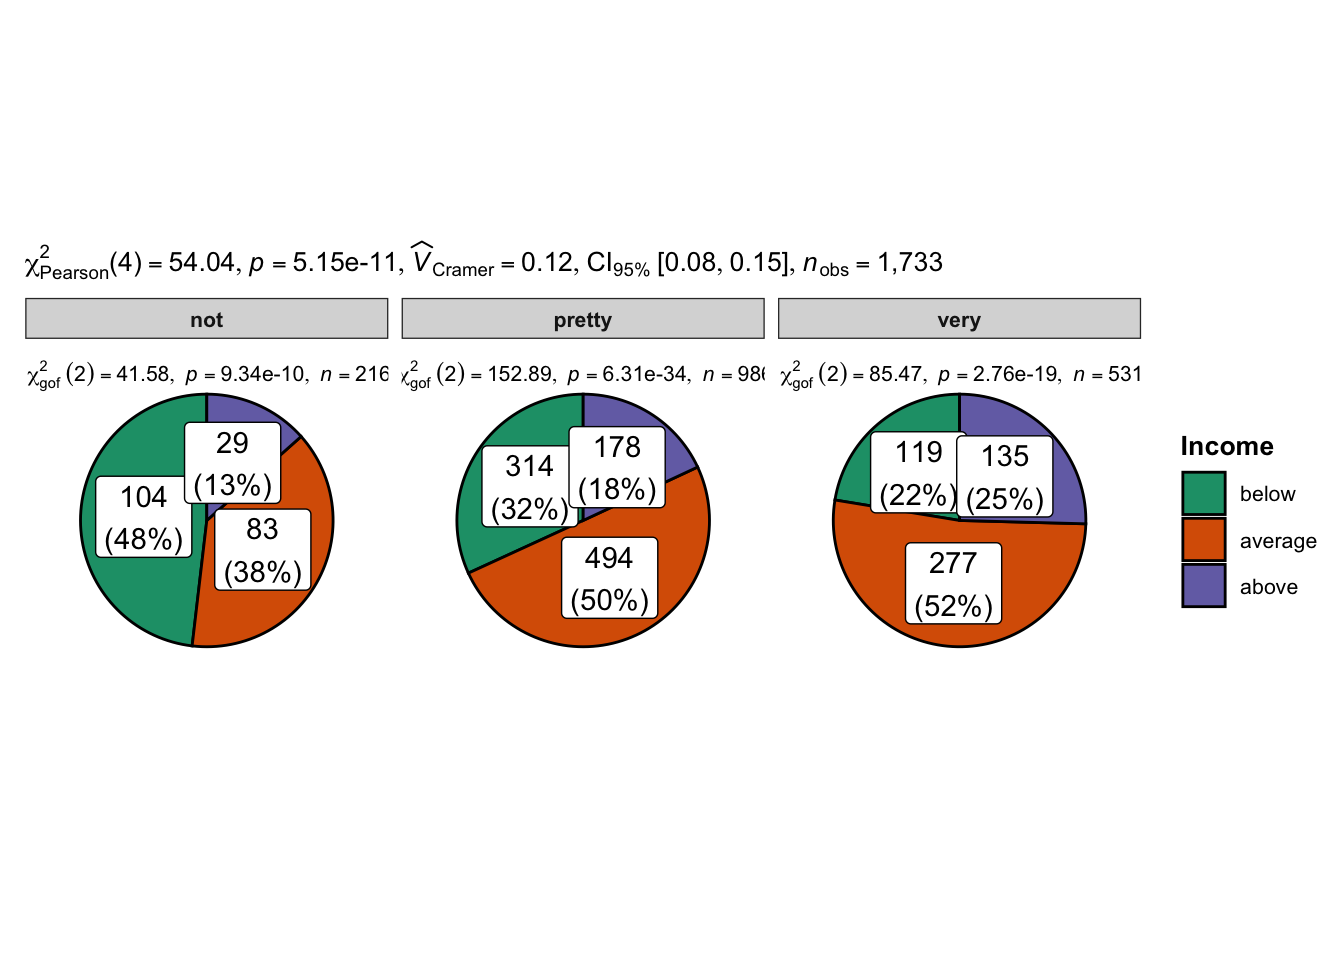 χ²Pearson(4) = 54.04, p = 5.15e-11, V̂Cramer = 0.12, CI95% [0.08, 0.15], nobs = 1,733
not
χ²gof (2) = 41.58, p = 9.34e-10, n = 216
29
(13%)
104
(48%)
83
(38%)
pretty
χ²gof (2) = 152.89, p = 6.31e-34, n = 986
178
(18%)
314
(32%)
494
(50%)
very
χ²gof (2) = 85.47, p = 2.76e-19, n = 531
119
(22%)
135
(25%)
277
(52%)
Income
below
average
above